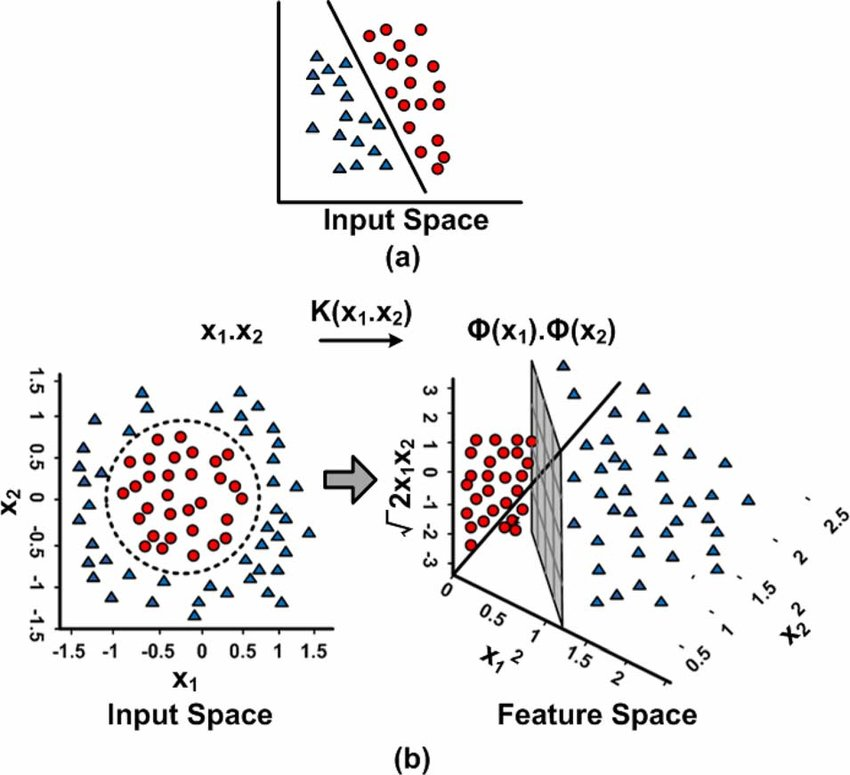 Input Space
(a)
x₁.x₂
K(x₁.x₂)
Φ(x₁).Φ(x₂)
1.5
1
0.5
0
-0.5
-1
-1.5
x₂
-1.5
-1
-0.5
0
0.5
1
1.5
x₁
Input Space
3
2
1
0
-1
-2
-3
√2x₁x₂
0
0.5
1
1.5
2
x₁²
0.5
1
1.5
2
2.5
x₂²
Feature Space
(b)